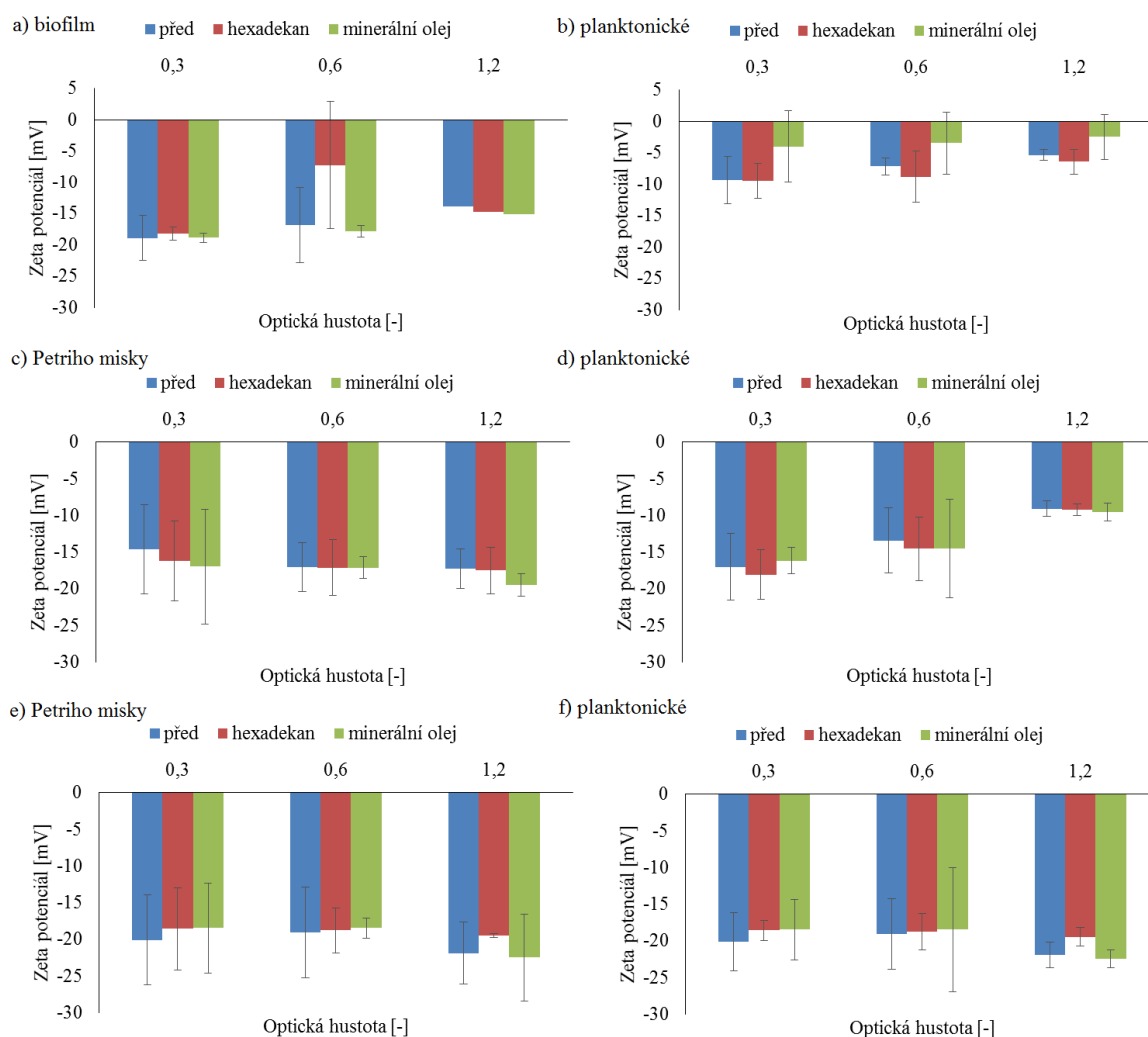 a) biofilm
před hexadekan minerální olej
0,3 0,6 1,2
5
0
-5
-10
-15
-20
-25
-30
Zeta potenciál [mV]
Optická hustota [-]
b) planktonické
před hexadekan minerální olej
0,3 0,6 1,2
5
0
-5
-10
-15
-20
-25
-30
Zeta potenciál [mV]
Optická hustota [-]
c) Petriho misky
před hexadekan minerální olej
0,3 0,6 1,2
0
-5
-10
-15
-20
-25
-30
Zeta potenciál [mV]
Optická hustota [-]
d) planktonické
před hexadekan minerální olej
0,3 0,6 1,2
0
-5
-10
-15
-20
-25
-30
Zeta potenciál [mV]
Optická hustota [-]
e) Petriho misky
před hexadekan minerální olej
0,3 0,6 1,2
0
-5
-10
-15
-20
-25
-30
Zeta potenciál [mV]
Optická hustota [-]
f) planktonické
před hexadekan minerální olej
0,3 0,6 1,2
0
-5
-10
-15
-20
-25
-30
Zeta potenciál [mV]
Optická hustota [-]